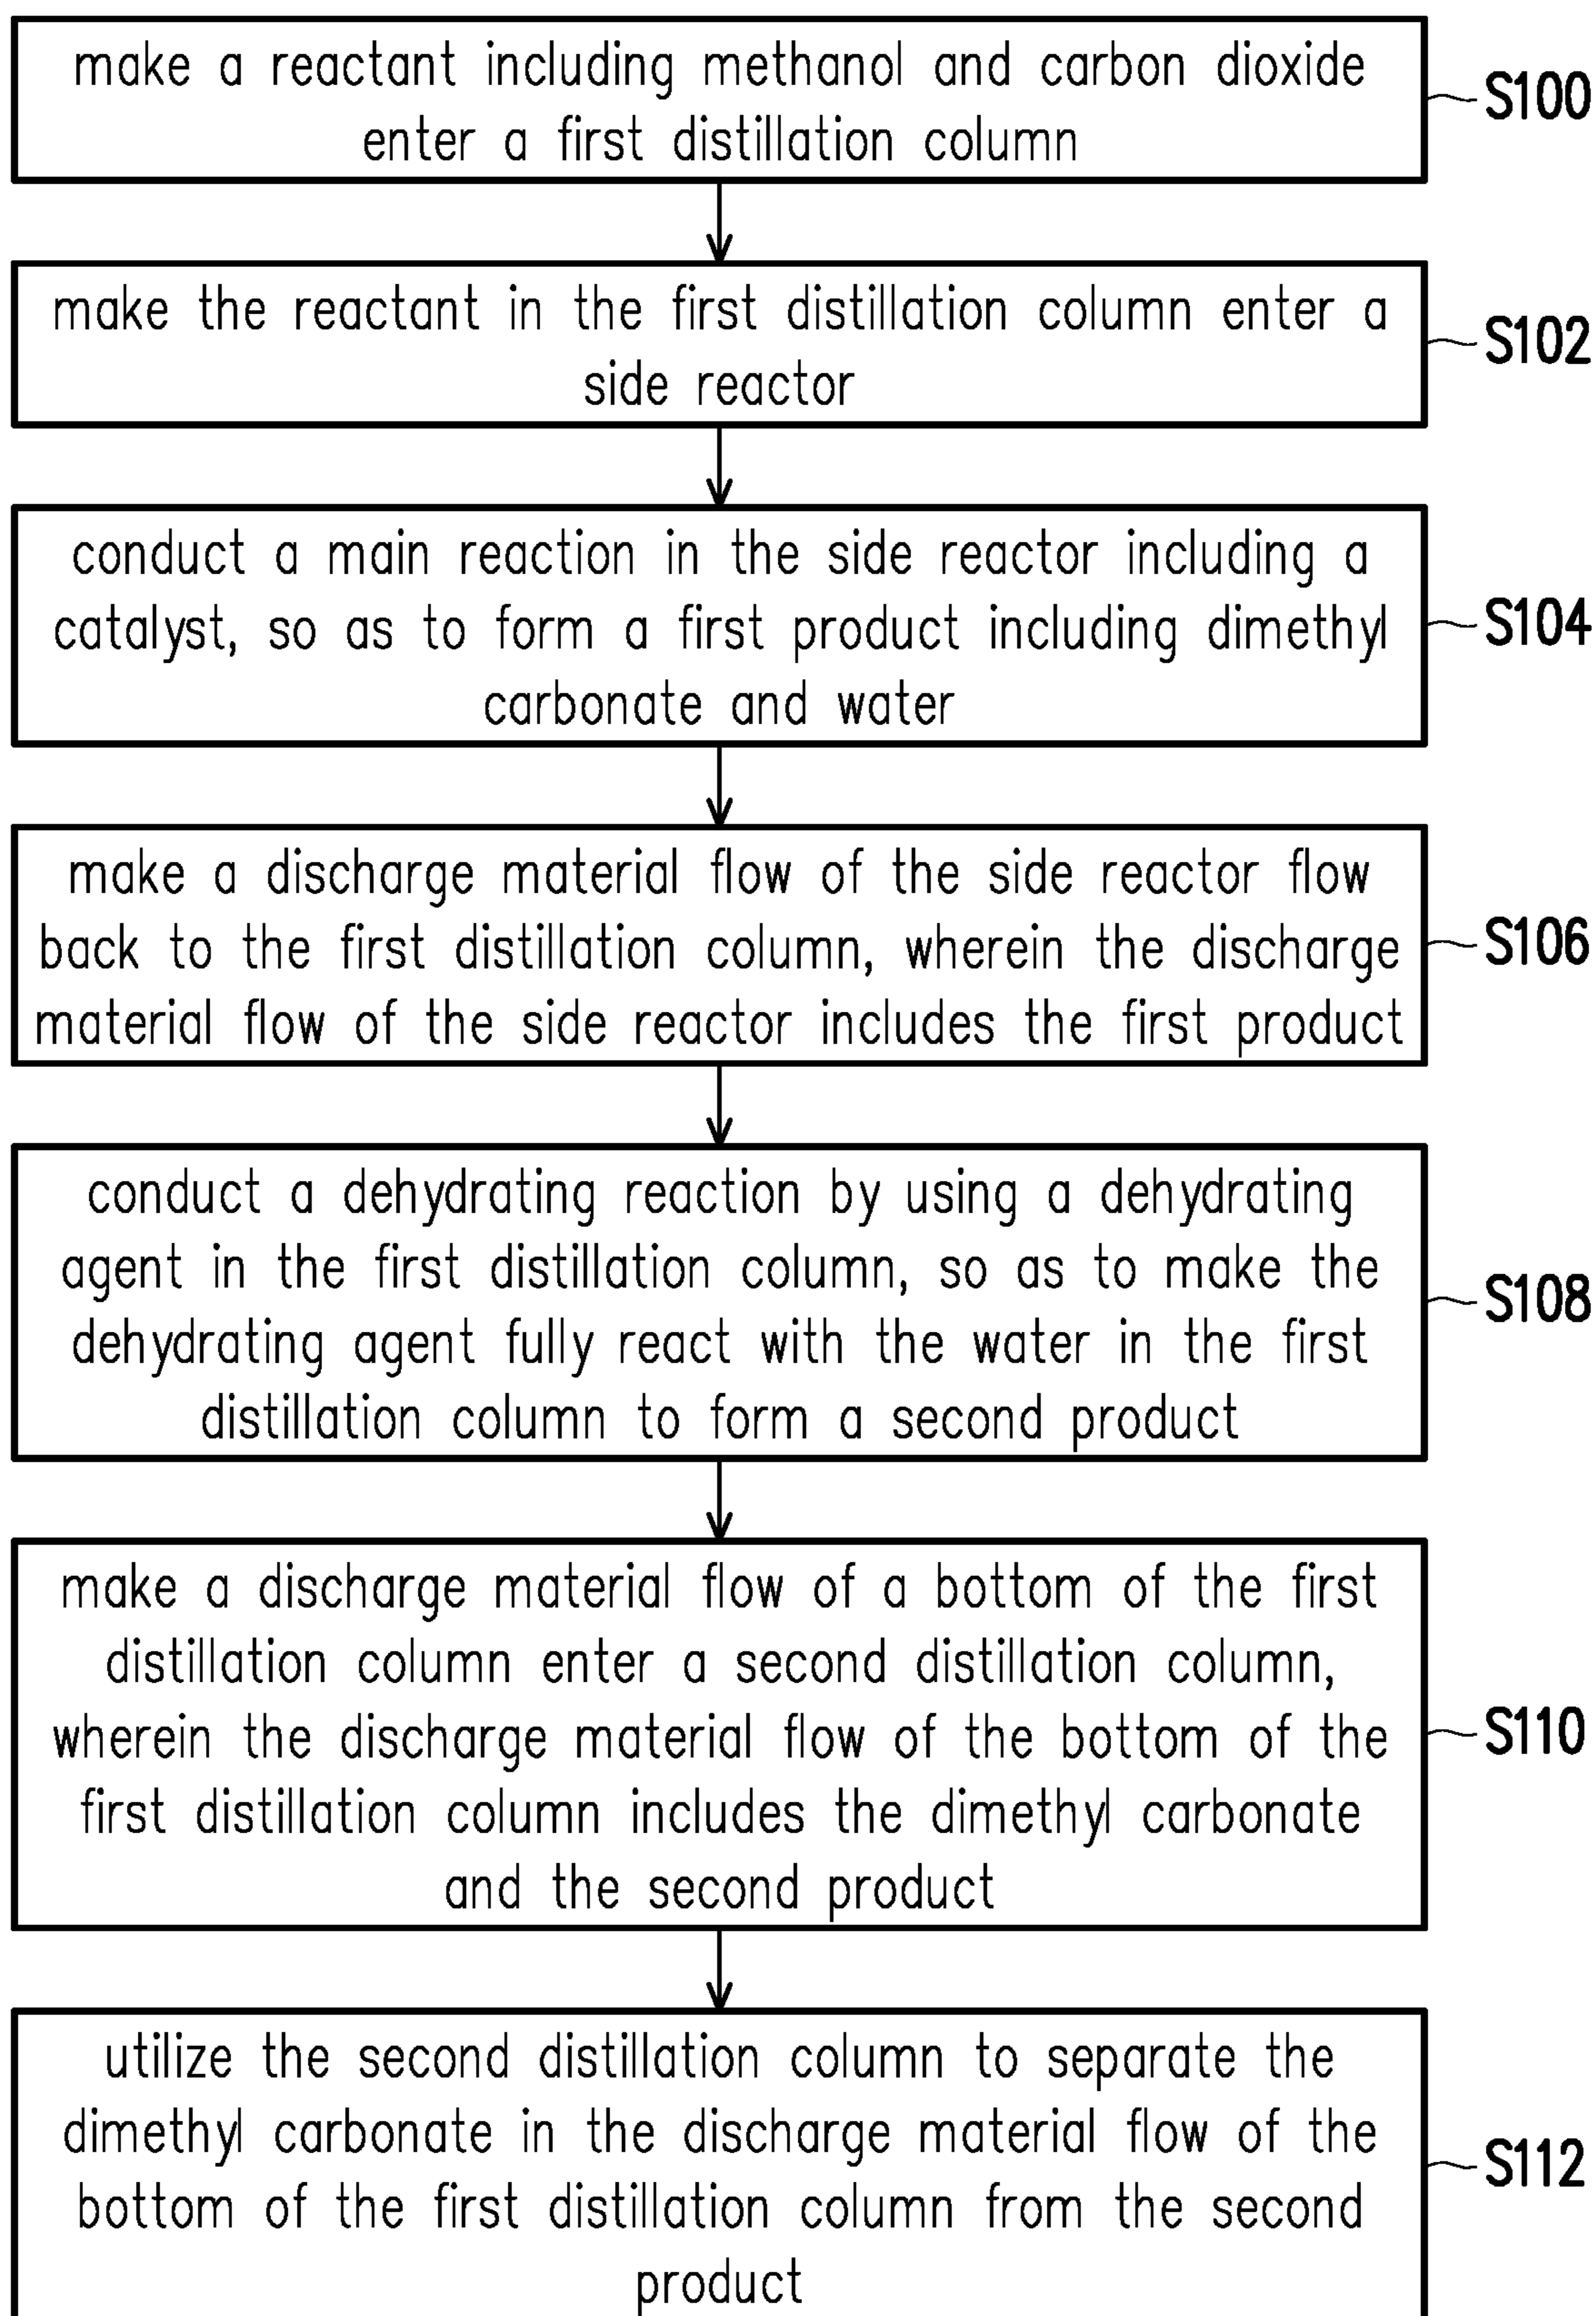 make a reactant including methanol and carbon dioxide
enter a first distillation column
S100
make the reactant in the first distillation column enter a
side reactor
S102
conduct a main reaction in the side reactor including a
catalyst, so as to form a first product including dimethyl
carbonate and water
S104
make a discharge material flow of the side reactor flow
back to the first distillation column, wherein the discharge
material flow of the side reactor includes the first product
S106
conduct a dehydrating reaction by using a dehydrating
agent in the first distillation column, so as to make the
dehydrating agent fully react with the water in the first
distillation column to form a second product
S108
make a discharge material flow of a bottom of the first
distillation column enter a second distillation column,
wherein the discharge material flow of the bottom of the
first distillation column includes the dimethyl carbonate
and the second product
S110
utilize the second distillation column to separate the
dimethyl carbonate in the discharge material flow of the
bottom of the first distillation column from the second
product
S112